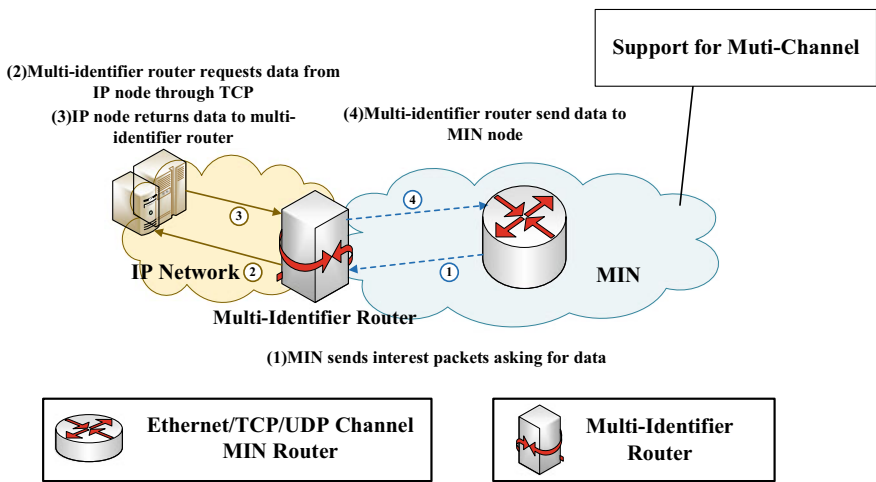 Support for Muti-Channel
(2)Multi-identifier router requests data from
IP node through TCP
(3)IP node returns data to multi-
identifier router
(4)Multi-identifier router send data to
MIN node
3
4
IP Network
2
1
MIN
Multi-Identifier Router
(1)MIN sends interest packets asking for data
Ethernet/TCP/UDP Channel
MIN Router
Multi-Identifier
Router